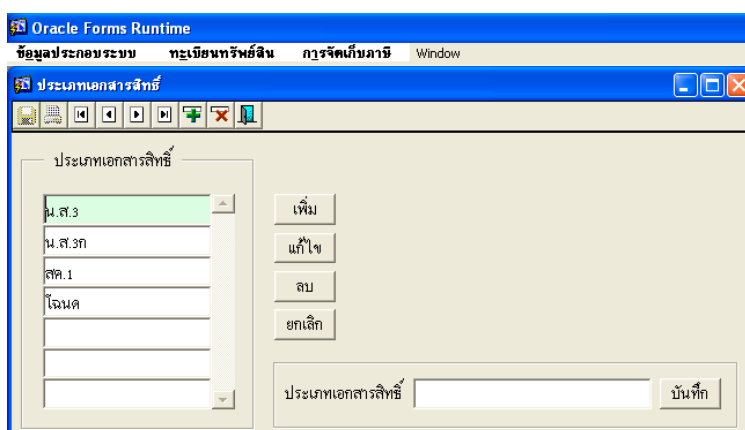 Oracle Forms Runtime
ข้อมูลประกอบระบบ ทะเบียนทรัพย์สิน การจัดเก็บภาษี Window
ประเภทเอกสารสิทธิ์
ประเภทเอกสารสิทธิ์
น.ส.3
น.ส.3ก
สค.1
โฉนด
เพิ่ม
แก้ไข
ลบ
ยกเลิก
ประเภทเอกสารสิทธิ์ บันทึก